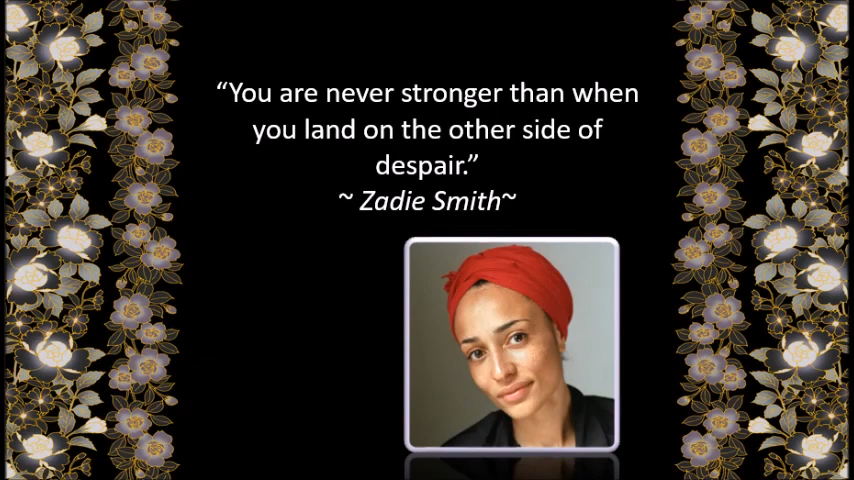 “You are never stronger than when
you land on the other side of
despair.”
~ Zadie Smith~